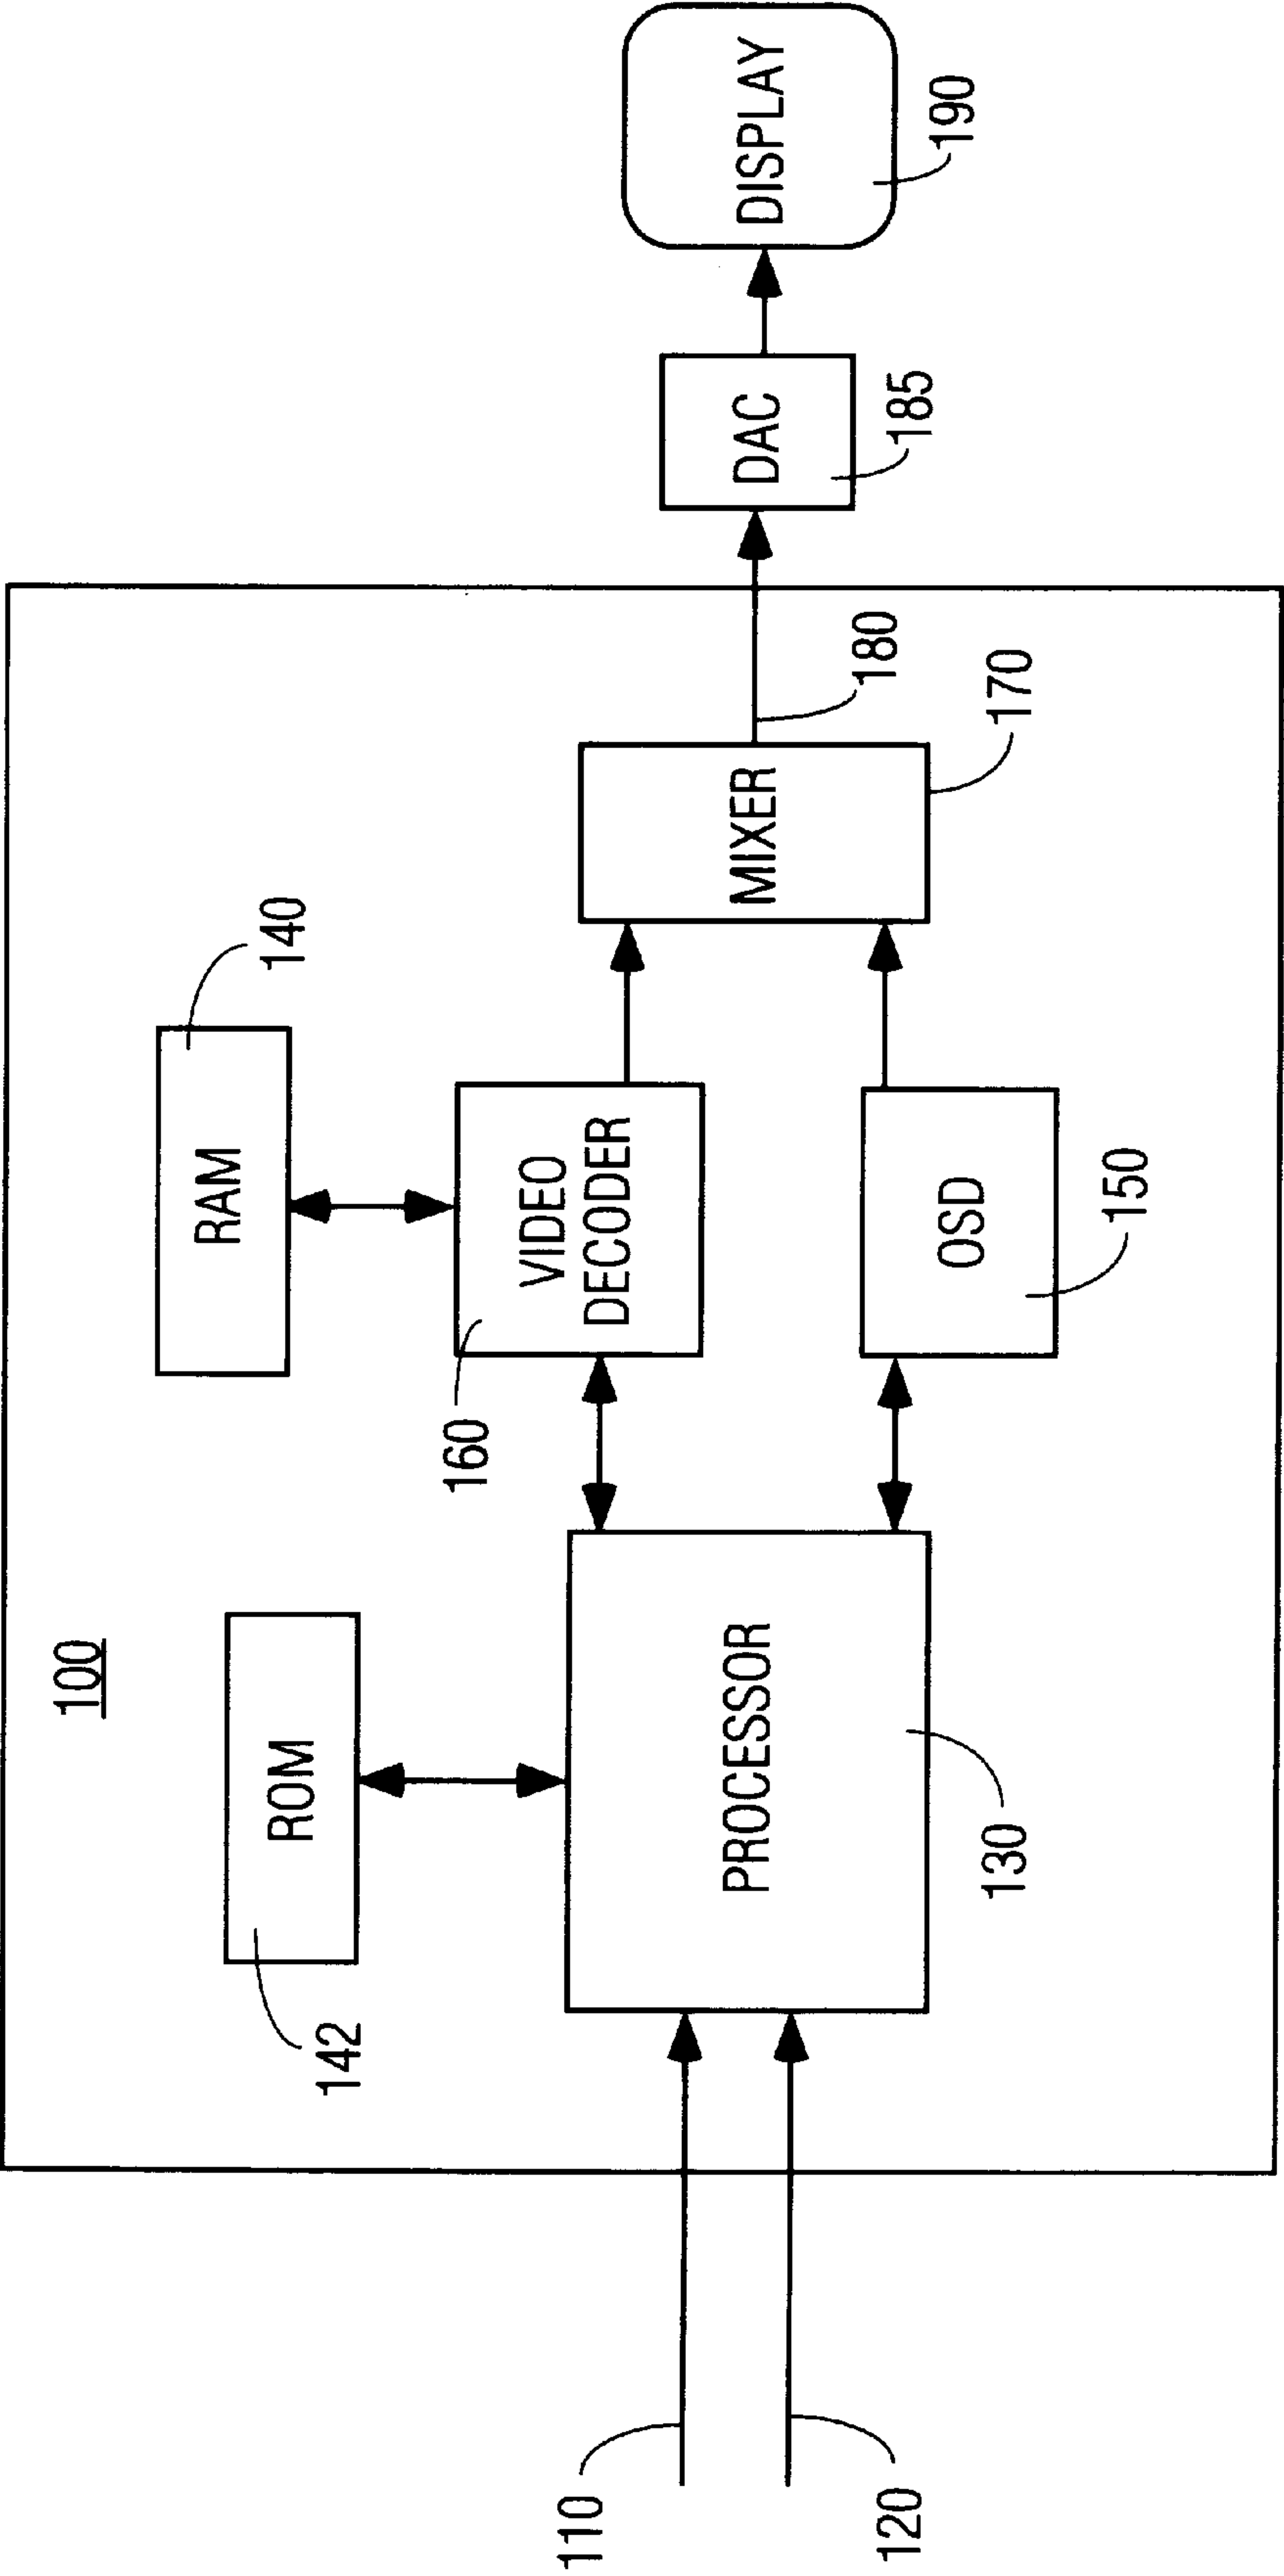 100
ROM
142
RAM
140
110
120
PROCESSOR
130
160
VIDEO
DECODER
OSD
150
MIXER
170
180
DAC
185
DISPLAY
190